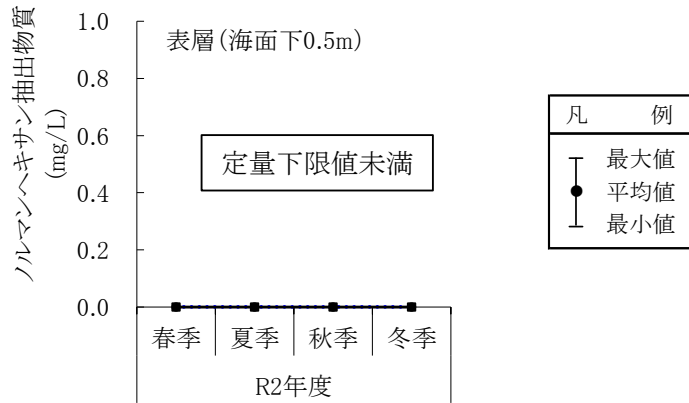 ノルマンヘキサン抽出物質
(mg/L)
1.0
0.8
0.6
0.4
0.2
0.0
表層(海面下0.5m)
定量下限値未満
春季 夏季 秋季 冬季
R2年度
凡 例
最大値
平均値
最小値